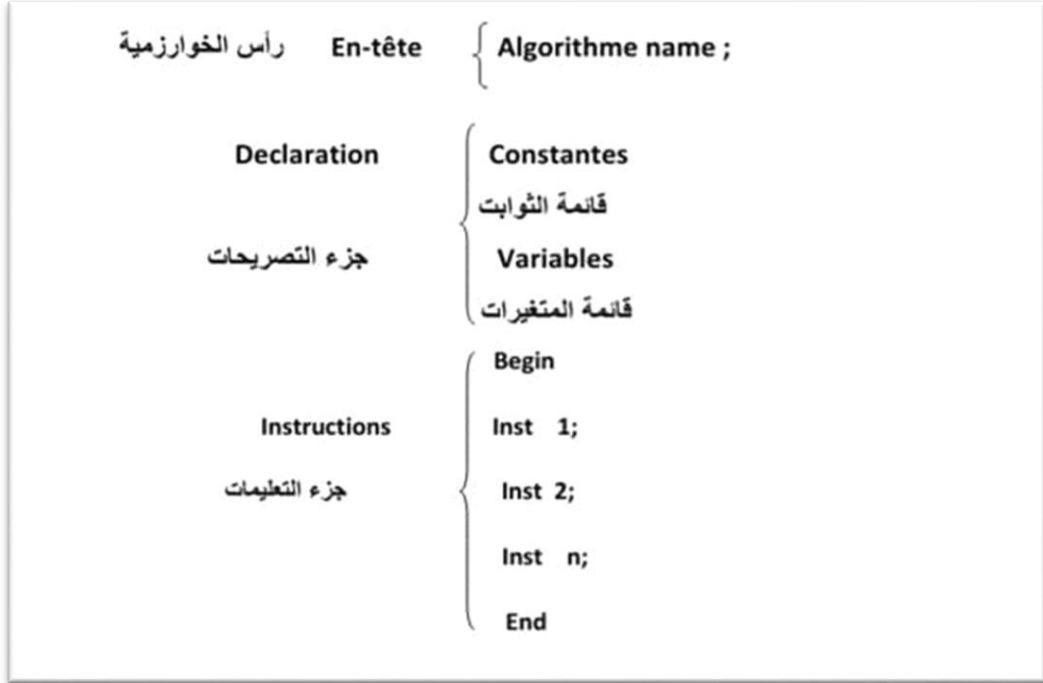 رأس الخوارزمية En-tête Algorithme name ;
Declaration Constantes
قائمة الثوابت
جزء التصريحات Variables
قائمة المتغيرات
Begin
Instructions Inst 1;
جزء التعليمات Inst 2;
Inst n;
End